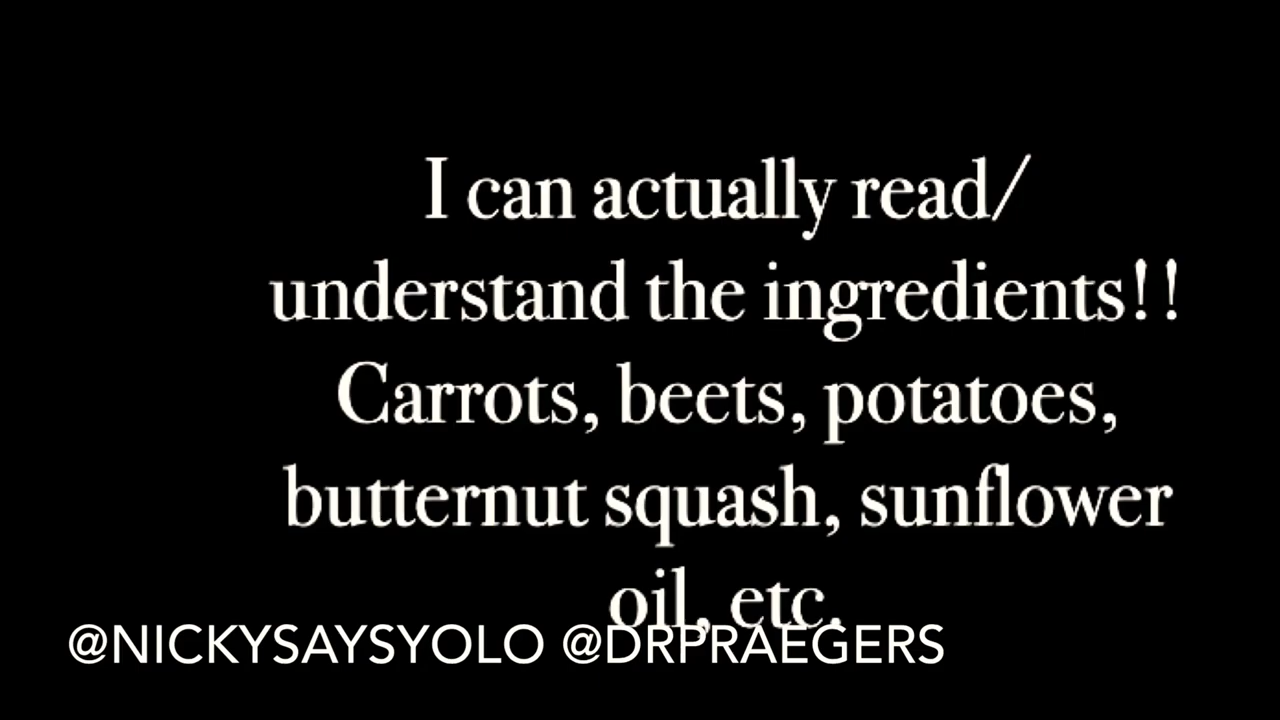 I can actually read/
understand the ingredients!!
Carrots, beets, potatoes,
butternut squash, sunflower
oil, etc.
@NICKYSAYSYOLO @DRPRAEGERS